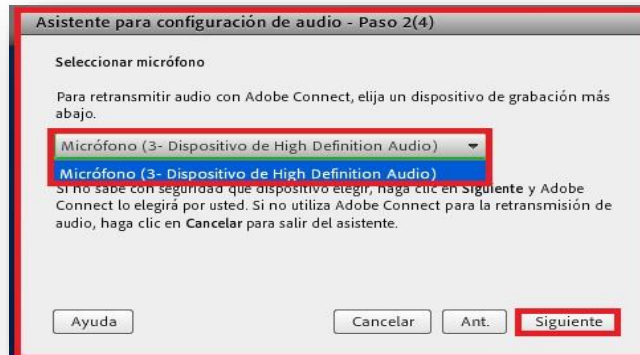 Asistente para configuración de audio - Paso 2(4)
Seleccionar micrófono
Para retransmitir audio con Adobe Connect, elija un dispositivo de grabación más
abajo.
Micrófono (3- Dispositivo de High Definition Audio)
Micrófono (3- Dispositivo de High Definition Audio)
Si no sabe con seguridad qué dispositivo elegir, haga clic en Siguiente y Adobe
Connect lo elegirá por usted. Si no utiliza Adobe Connect para la retransmisión de
audio, haga clic en Cancelar para salir del asistente.
Ayuda
Cancelar
Ant.
Siguiente